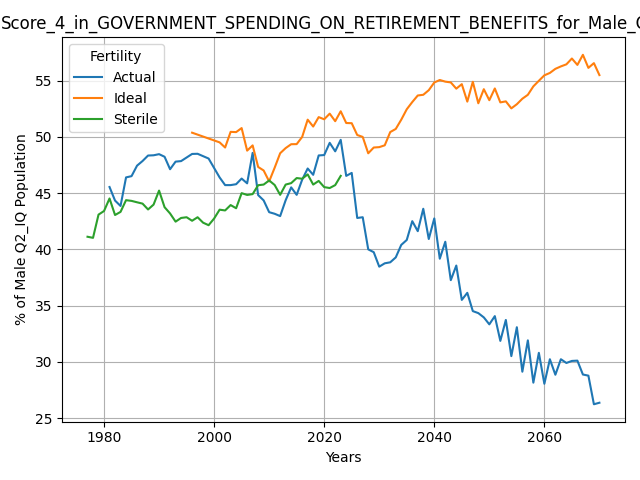 Score_4_in_GOVERNMENT_SPENDING_ON_RETIREMENT_BENEFITS_for_Male_
Fertility
Actual
Ideal
Sterile
% of Male Q2_IQ Population
55
50
45
40
35
30
25
1980
2000
2020
2040
2060
Years